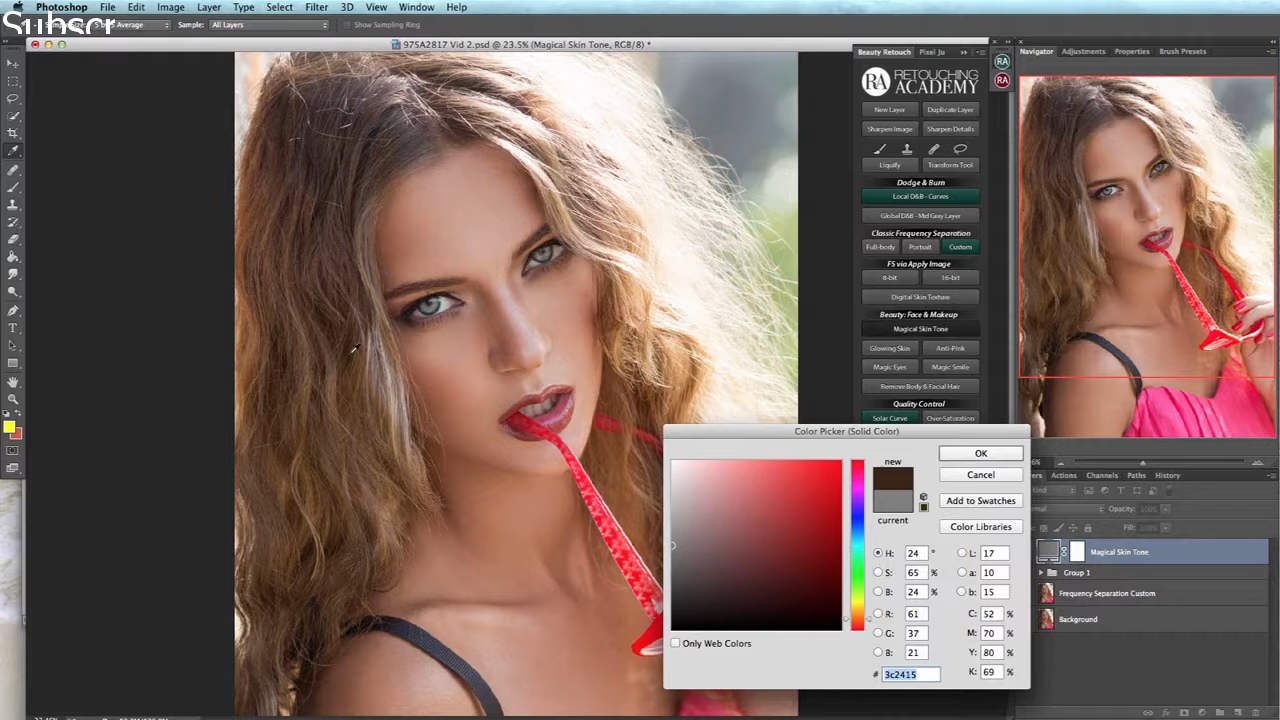 Photoshop File Edit Image Layer Type Select Filter 3D View Window Help
Subscr
Average Sample: All Layers Show Sampling Ring
975A2817 Vid 2.psd @ 23.5% (Magical Skin Tone, RGB/8) *
Beauty Retouch Pixel Ju
RA RETOUCHING ACADEMY
RA
RA
New Layer Duplicate Layer
Sharpen Image Sharpen Details
Liquify Transform Tool
Dodge & Burn
Local D&B - Curves
Global D&B - Mid Gray Layer
Classic Frequency Separation
Full-body Portrait Custom
FS via Apply Image
8-bit 16-bit
Digital Skin Texture
Beauty: Face & Makeup
Magical Skin Tone
Glowing Skin Anti-Pink
Magic Eyes Magic Smile
Remove Body & Facial Hair
Quality Control
Solar Curve Over-Saturation
Navigator Adjustments Properties Brush Presets
Color Picker (Solid Color)
new
current
OK
Cancel
Add to Swatches
Color Libraries
H: 24 ° L: 17
S: 65 % a: 10
B: 24 % b: 15
R: 61 C: 52 %
G: 37 M: 70 %
B: 21 Y: 80 %
# 3c2415 K: 69 %
Only Web Colors
Actions Channels Paths History
Opacity:
Fill:
Magical Skin Tone
Group 1
Frequency Separation Custom
Background